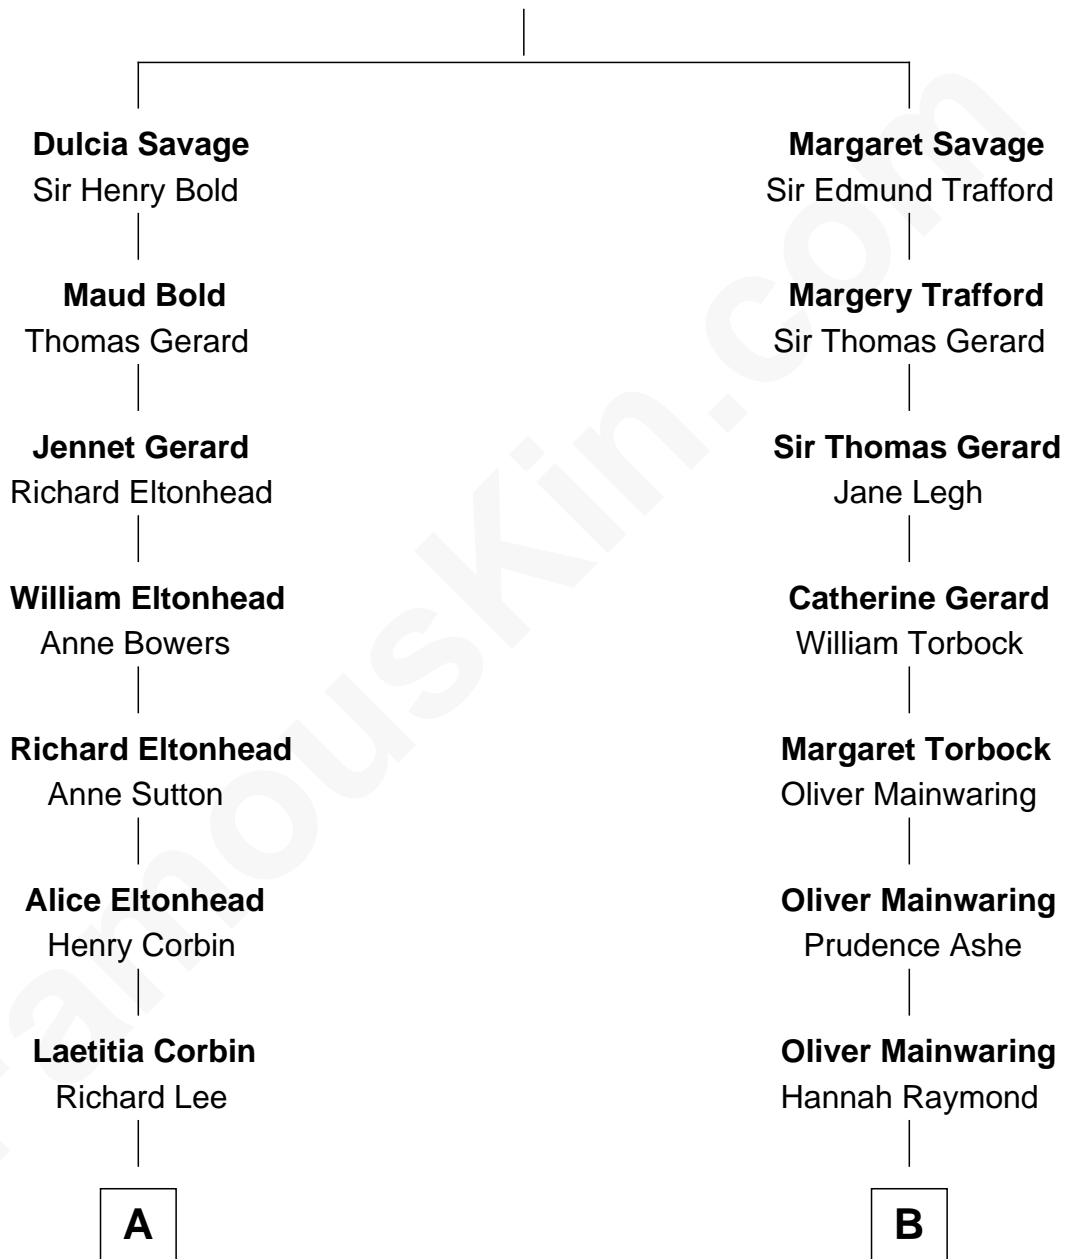 Dulcia Savage
Sir Henry Bold
Maud Bold
Thomas Gerard
Jennet Gerard
Richard Eltonhead
William Eltonhead
Anne Bowers
Richard Eltonhead
Anne Sutton
Alice Eltonhead
Henry Corbin
Laetitia Corbin
Richard Lee
A
Margaret Savage
Sir Edmund Trafford
Margery Trafford
Sir Thomas Gerard
Sir Thomas Gerard
Jane Legh
Catherine Gerard
William Torbock
Margaret Torbock
Oliver Mainwaring
Oliver Mainwaring
Prudence Ashe
Oliver Mainwaring
Hannah Raymond
B
FamousKin.com